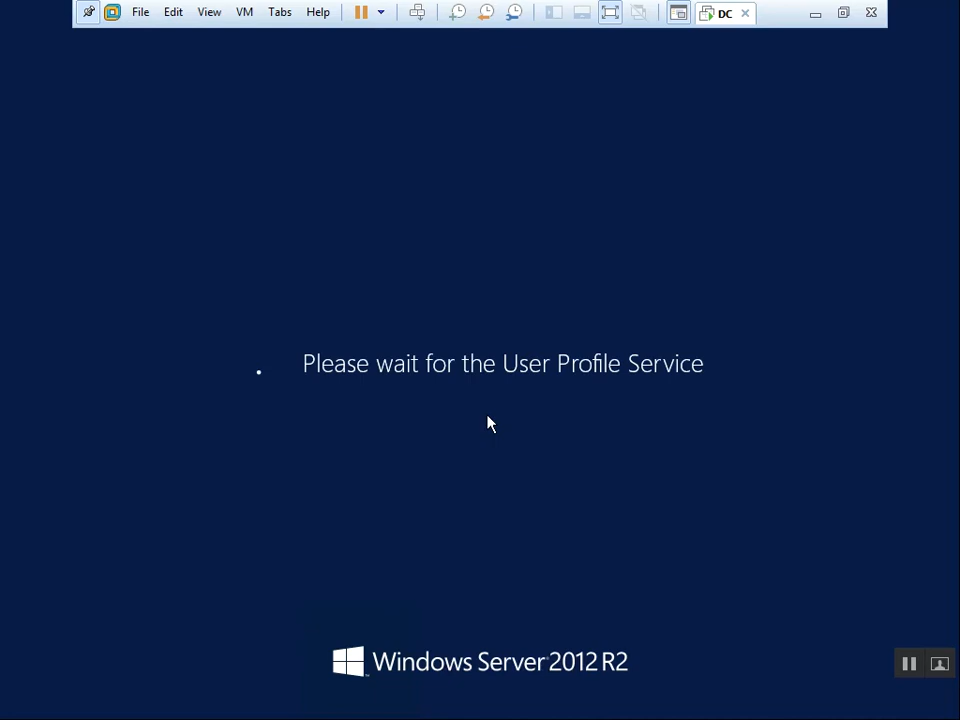 File Edit View VM Tabs Help DC
Please wait for the User Profile Service
Windows Server 2012 R2